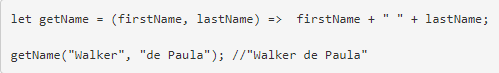 let getName = (firstName, lastName) =>  firstName + " " + lastName;
getName("Walker", "de Paula"); //"Walker de Paula"